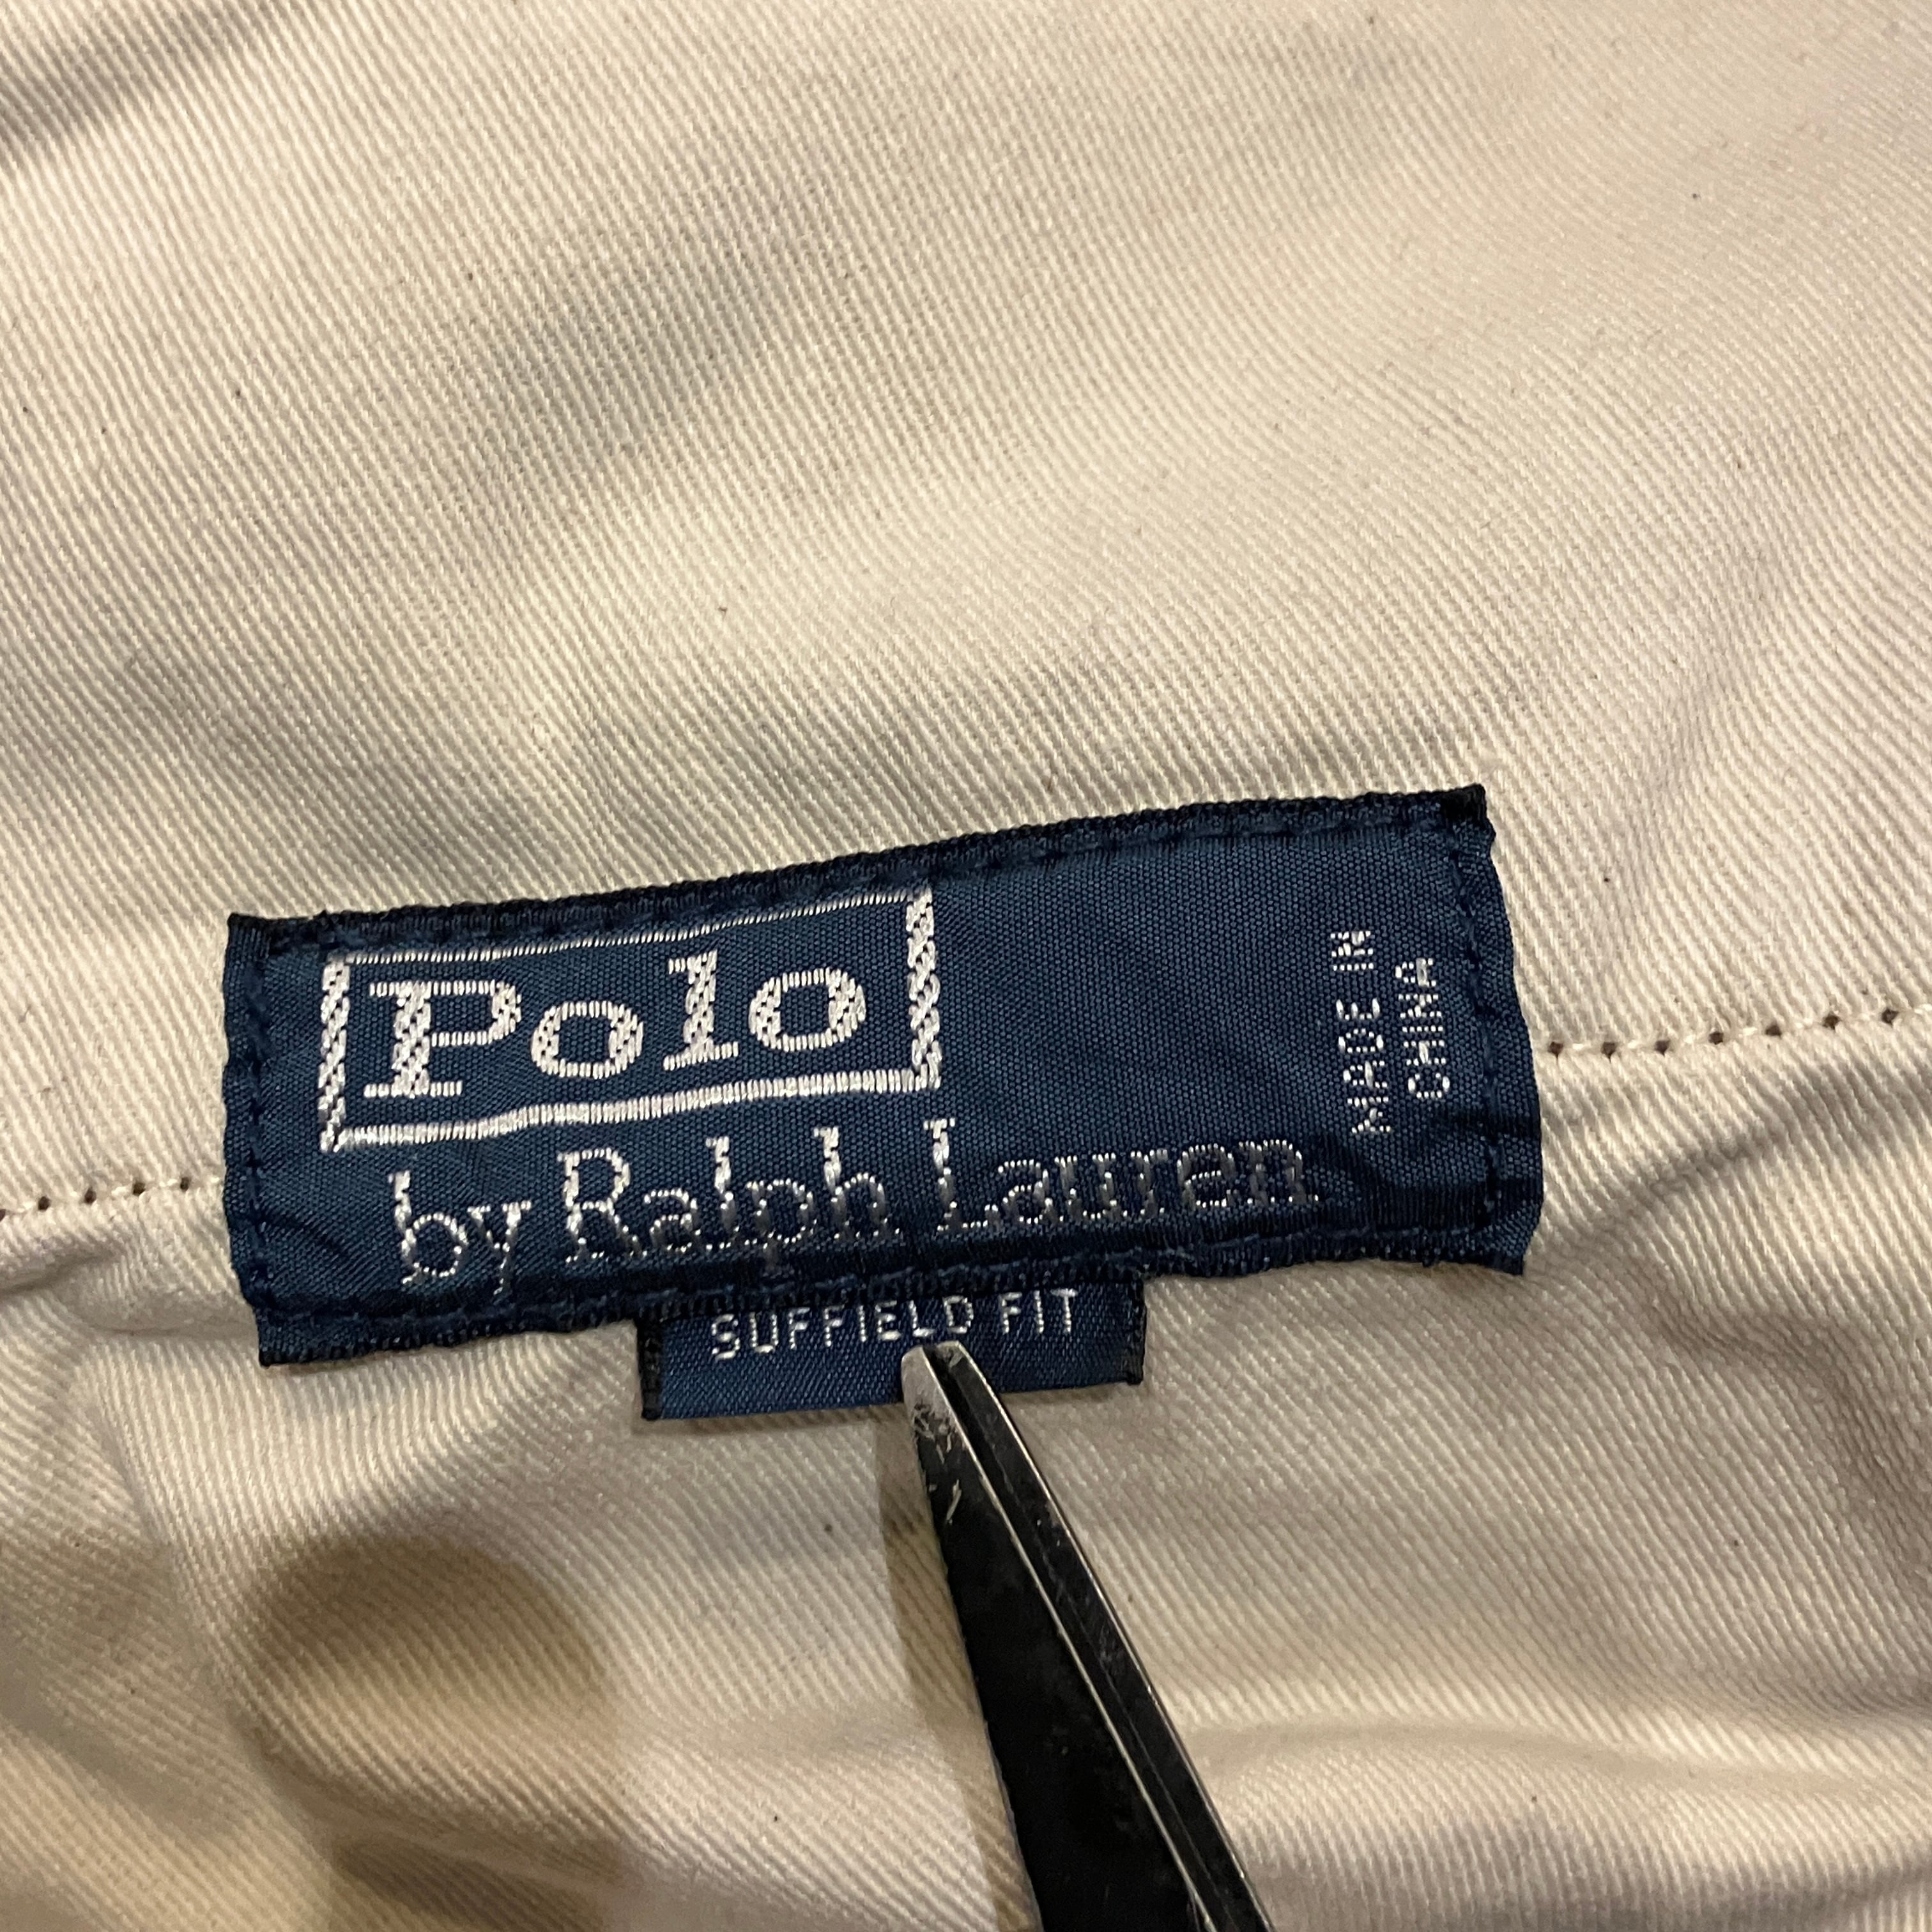 Polo
by Ralph Lauren
MADE IN
CHINA
SUFFIELD FIT